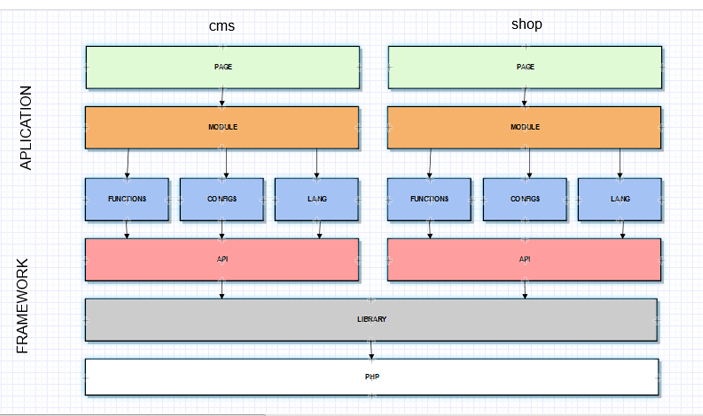 cms
shop
APLICATION
PAGE
PAGE
MODULE
MODULE
FUNCTIONS
CONFIGS
LANG
FUNCTIONS
CONFIGS
LANG
FRAMEWORK
API
API
LIBRARY
PHP